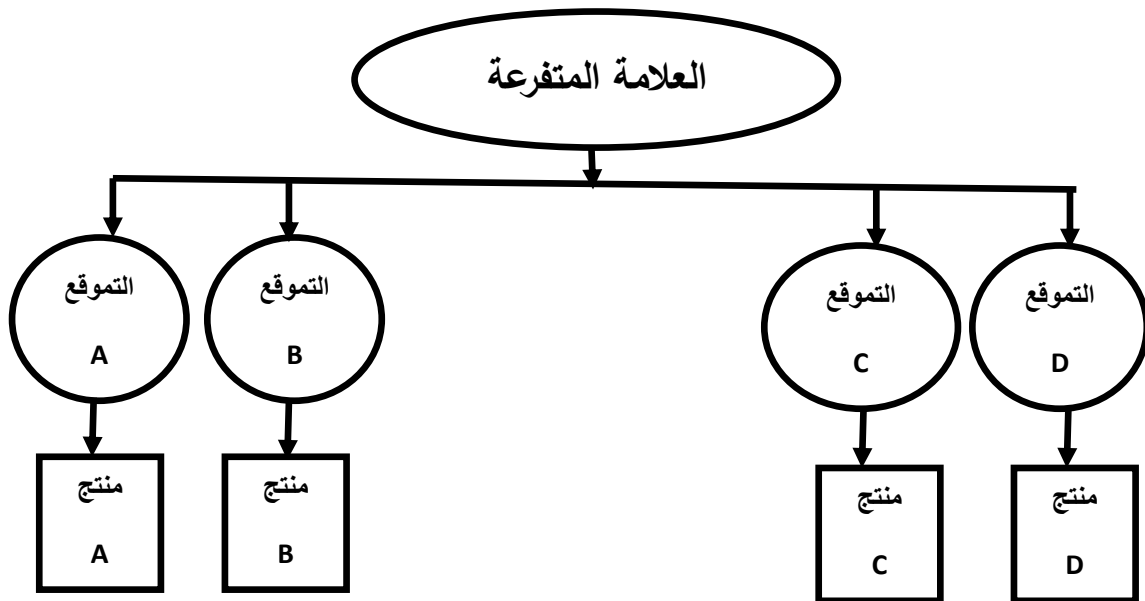 العلامة المتفرعة
التموقع
A
التموقع
B
التموقع
C
التموقع
D
منتج
A
منتج
B
منتج
C
منتج
D